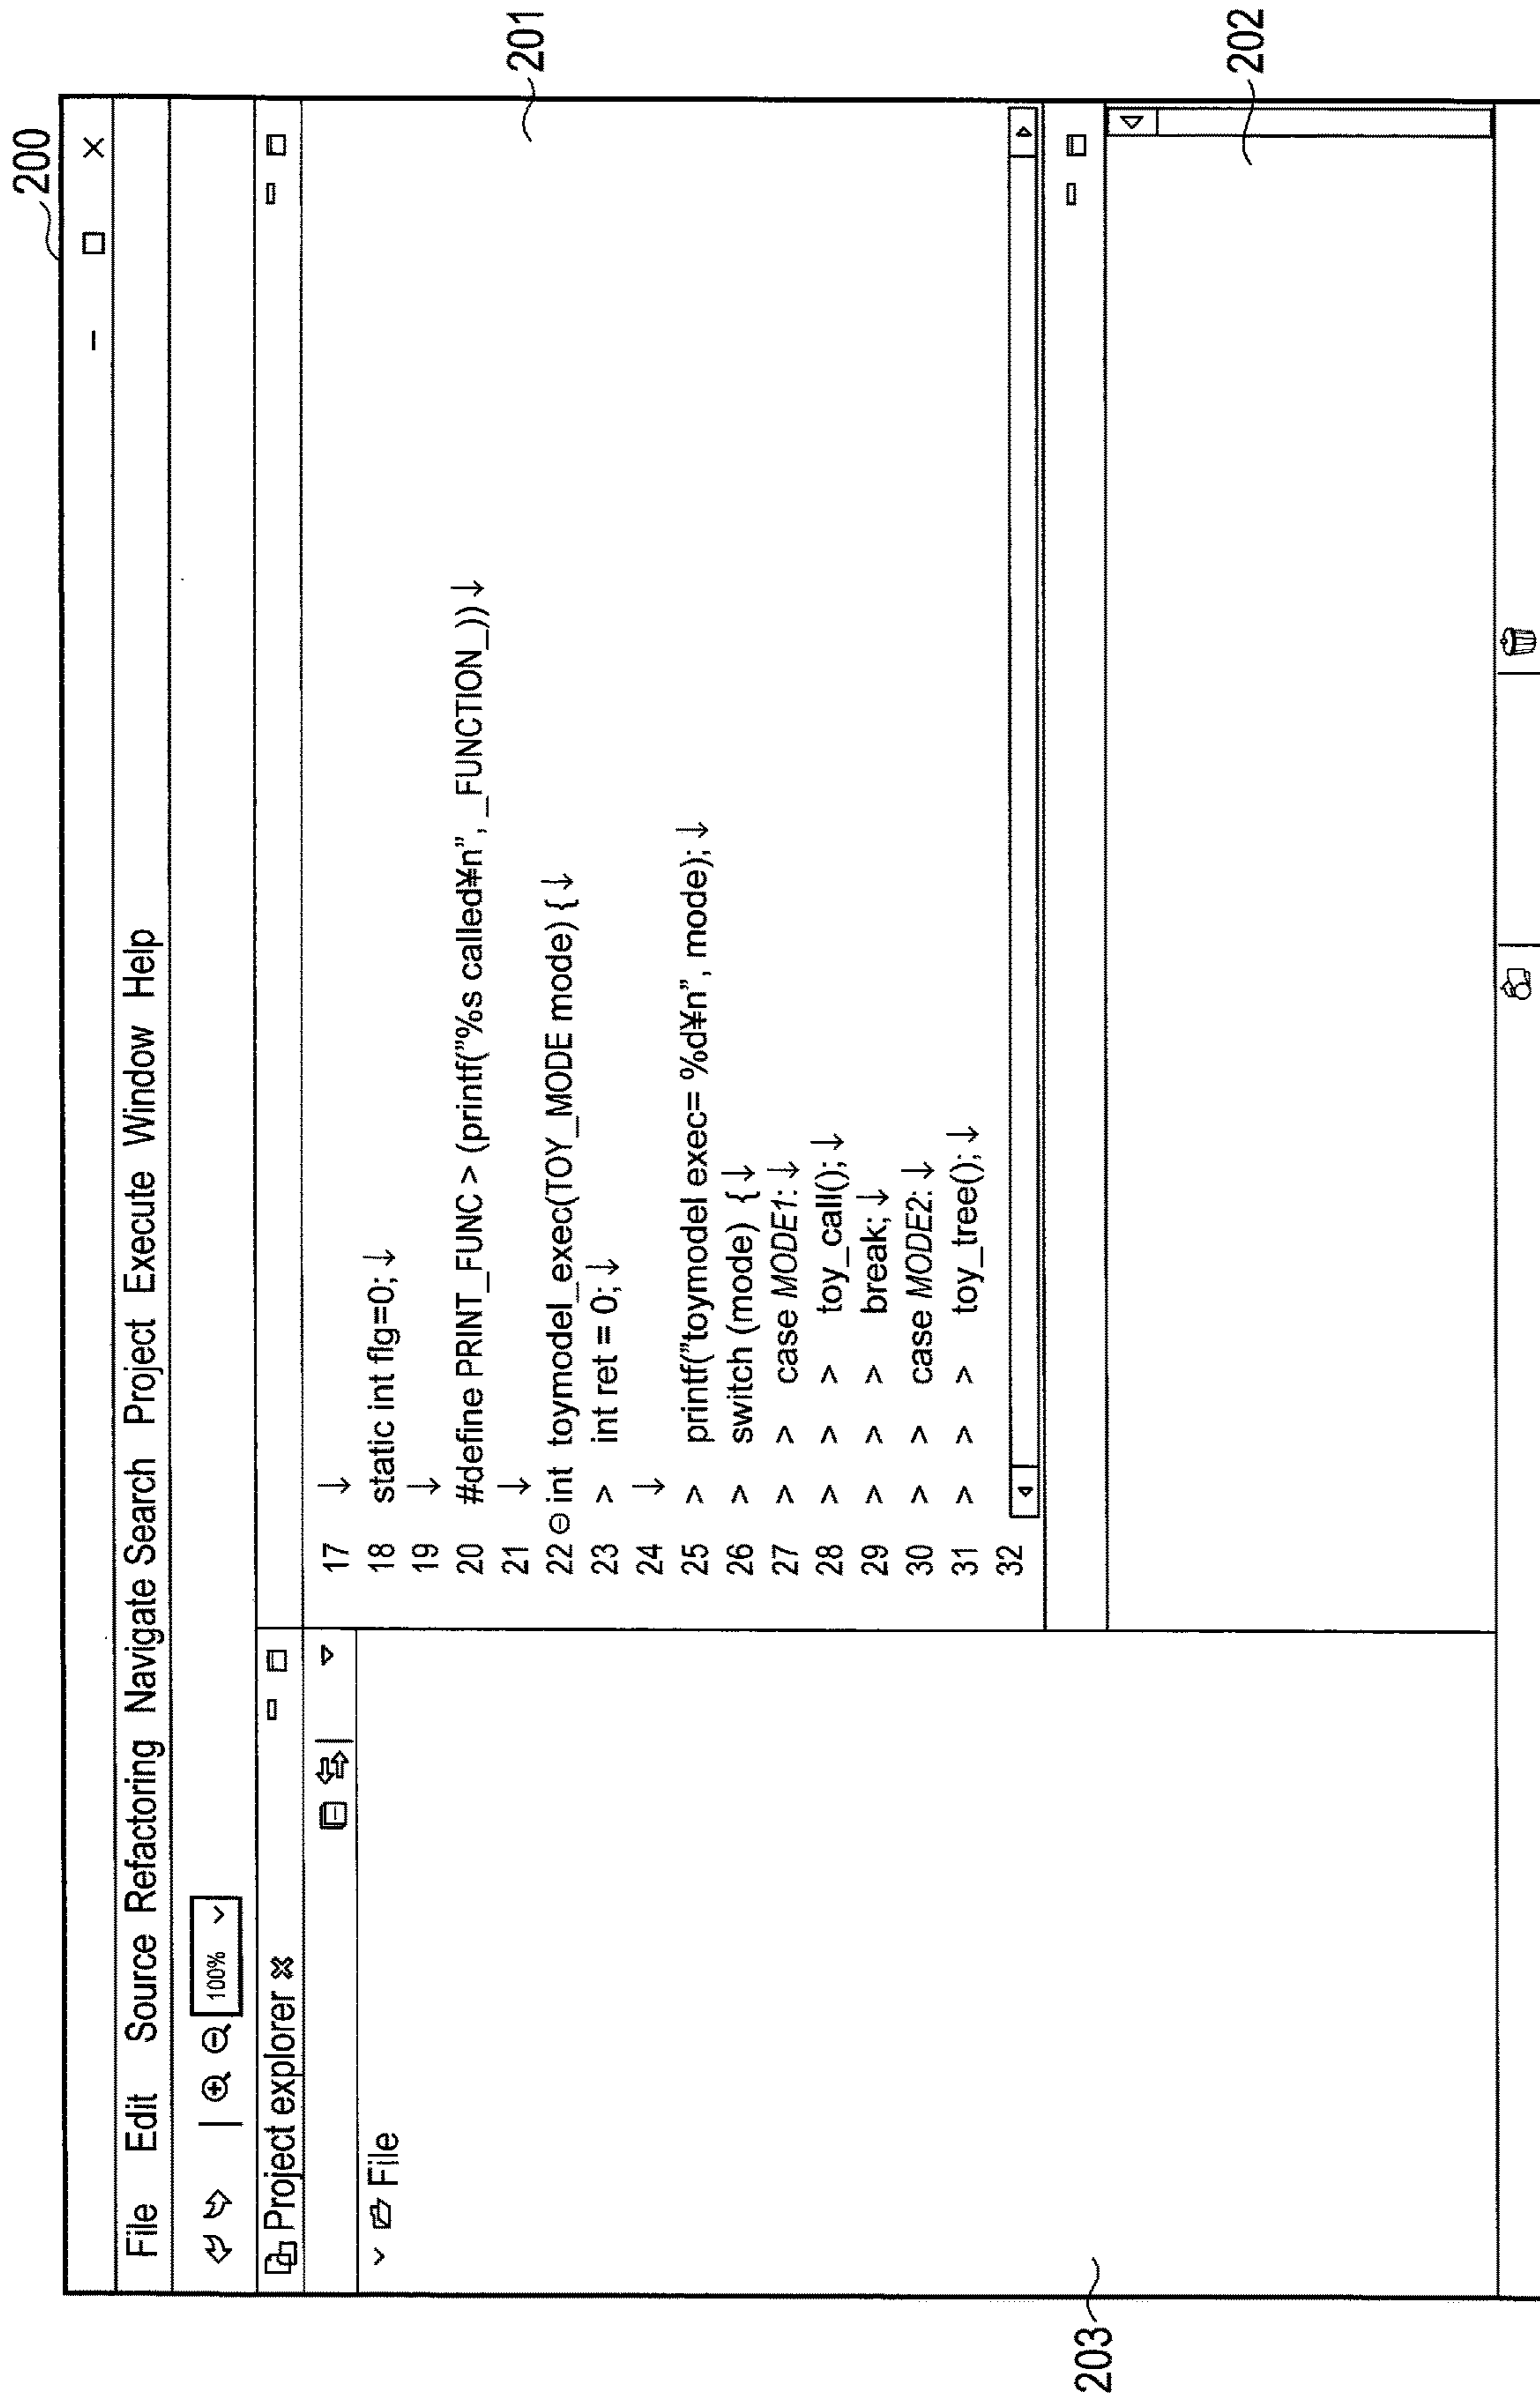 200
File Edit Source Refactoring Navigate Search Project Execute Window Help
100%
Project explorer
File
17 ↓
18 static int flg=0; ↓
19 ↓
20 #define PRINT_FUNC > (printf("%s called¥n", _FUNCTION_)) ↓
21 ↓
22 int toymodel_exec(TOY_MODE mode) { ↓
23 > int ret = 0; ↓
24 ↓
25 > printf("toymodel exec= %d¥n", mode); ↓
26 > switch (mode) { ↓
27 > > case MODE1: ↓
28 > > > toy_call(); ↓
29 > > > break; ↓
30 > > case MODE2: ↓
31 > > > toy_tree(); ↓
32
201
202
203